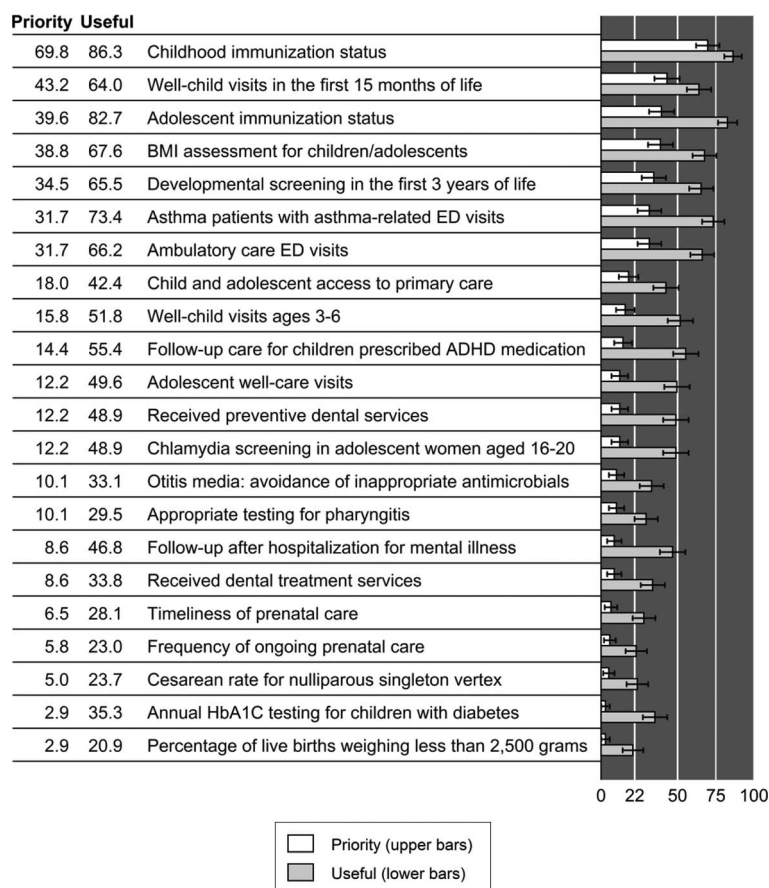 Priority Useful
69.8 86.3 Childhood immunization status
43.2 64.0 Well-child visits in the first 15 months of life
39.6 82.7 Adolescent immunization status
38.8 67.6 BMI assessment for children/adolescents
34.5 65.5 Developmental screening in the first 3 years of life
31.7 73.4 Asthma patients with asthma-related ED visits
31.7 66.2 Ambulatory care ED visits
18.0 42.4 Child and adolescent access to primary care
15.8 51.8 Well-child visits ages 3-6
14.4 55.4 Follow-up care for children prescribed ADHD medication
12.2 49.6 Adolescent well-care visits
12.2 48.9 Received preventive dental services
12.2 48.9 Chlamydia screening in adolescent women aged 16-20
10.1 33.1 Otitis media: avoidance of inappropriate antimicrobials
10.1 29.5 Appropriate testing for pharyngitis
8.6 46.8 Follow-up after hospitalization for mental illness
8.6 33.8 Received dental treatment services
6.5 28.1 Timeliness of prenatal care
5.8 23.0 Frequency of ongoing prenatal care
5.0 23.7 Cesarean rate for nulliparous singleton vertex
2.9 35.3 Annual HbA1C testing for children with diabetes
2.9 20.9 Percentage of live births weighing less than 2,500 grams
0 22 50 75 100
Priority (upper bars)
Useful (lower bars)